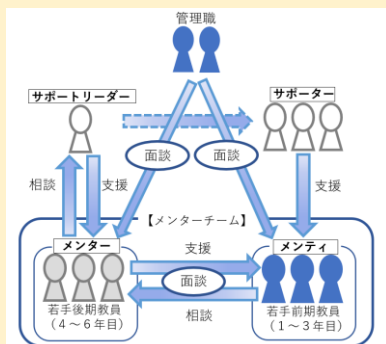 管理職
サポートリーダー
サポーター
面談
面談
相談
支援
支援
【メンターチーム】
メンター
メンティ
支援
面談
相談
若手後期教員
（4～6年目）
若手前期教員
（1～3年目）